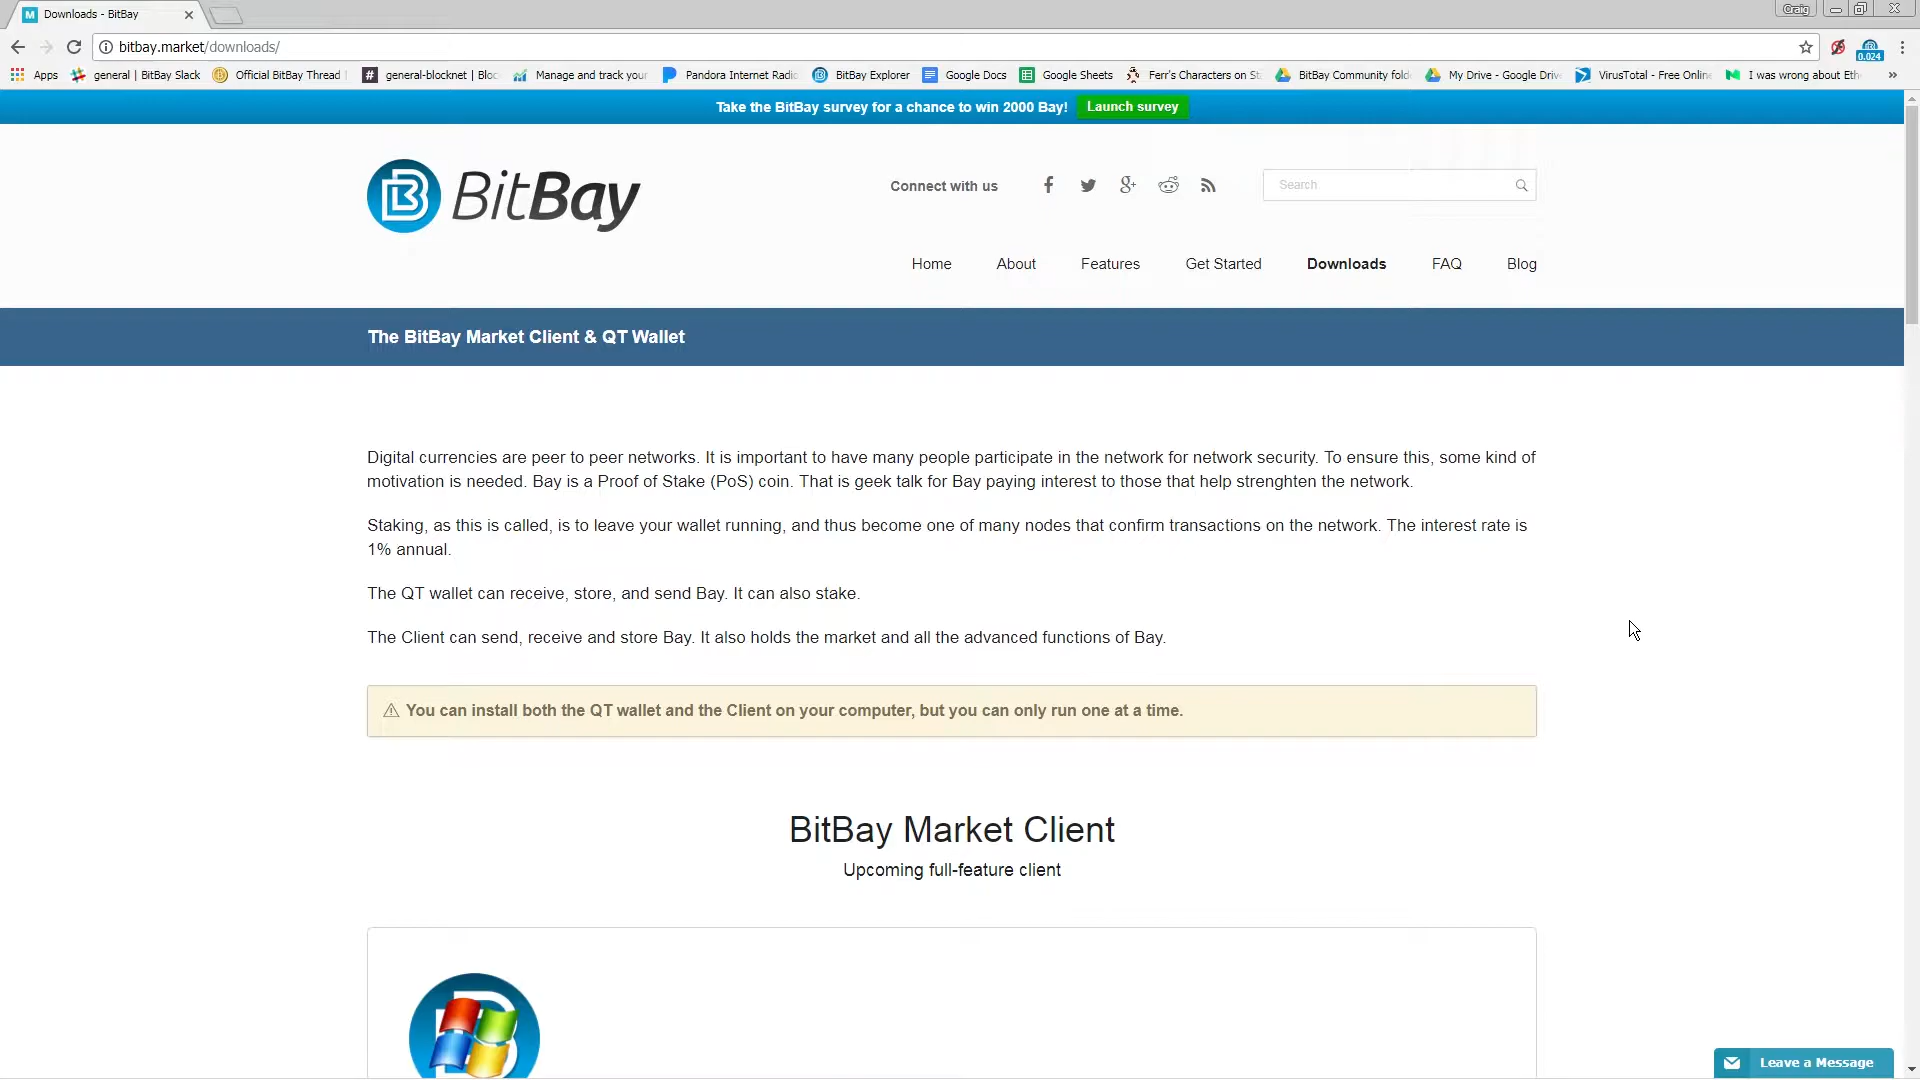 Downloads - BitBay
Craig
bitbay.market/downloads/
0.024
Apps general | BitBay Slack Official BitBay Thread general-blocknet | Bloc Manage and track your Pandora Internet Radio BitBay Explorer Google Docs Google Sheets Ferr's Characters on St BitBay Community fold My Drive - Google Drive VirusTotal - Free Online I was wrong about Eth
Take the BitBay survey for a chance to win 2000 Bay! Launch survey
BitBay
Connect with us
Search
Home About Features Get Started Downloads FAQ Blog
The BitBay Market Client & QT Wallet
Digital currencies are peer to peer networks. It is important to have many people participate in the network for network security. To ensure this, some kind of
motivation is needed. Bay is a Proof of Stake (PoS) coin. That is geek talk for Bay paying interest to those that help strenghten the network.
Staking, as this is called, is to leave your wallet running, and thus become one of many nodes that confirm transactions on the network. The interest rate is
1% annual.
The QT wallet can receive, store, and send Bay. It can also stake.
The Client can send, receive and store Bay. It also holds the market and all the advanced functions of Bay.
You can install both the QT wallet and the Client on your computer, but you can only run one at a time.
BitBay Market Client
Upcoming full-feature client
Leave a Message